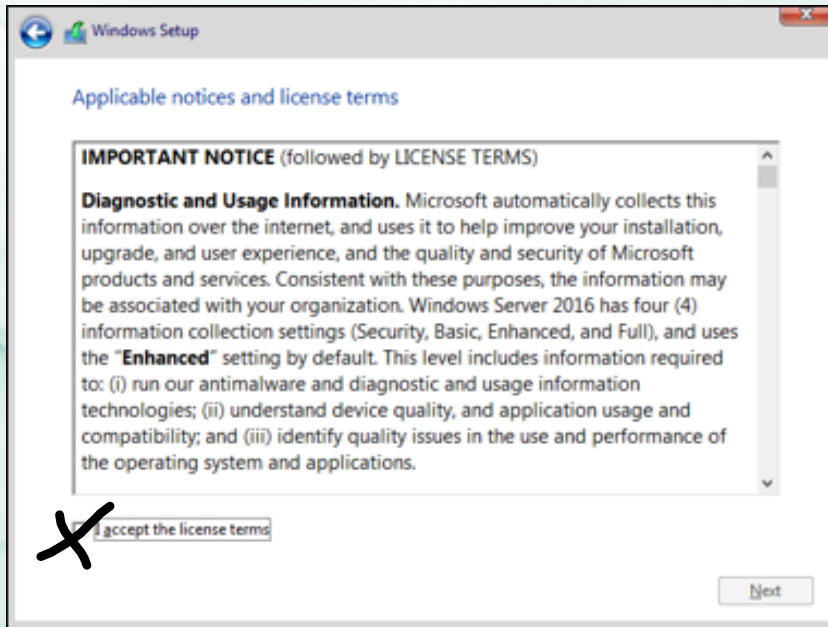 Windows Setup
Applicable notices and license terms
IMPORTANT NOTICE (followed by LICENSE TERMS)
Diagnostic and Usage Information. Microsoft automatically collects this
information over the internet, and uses it to help improve your installation,
upgrade, and user experience, and the quality and security of Microsoft
products and services. Consistent with these purposes, the information may
be associated with your organization. Windows Server 2016 has four (4)
information collection settings (Security, Basic, Enhanced, and Full), and uses
the "Enhanced" setting by default. This level includes information required
to: (i) run our antimalware and diagnostic and usage information
technologies; (ii) understand device quality, and application usage and
compatibility; and (iii) identify quality issues in the use and performance of
the operating system and applications.
I accept the license terms
Next